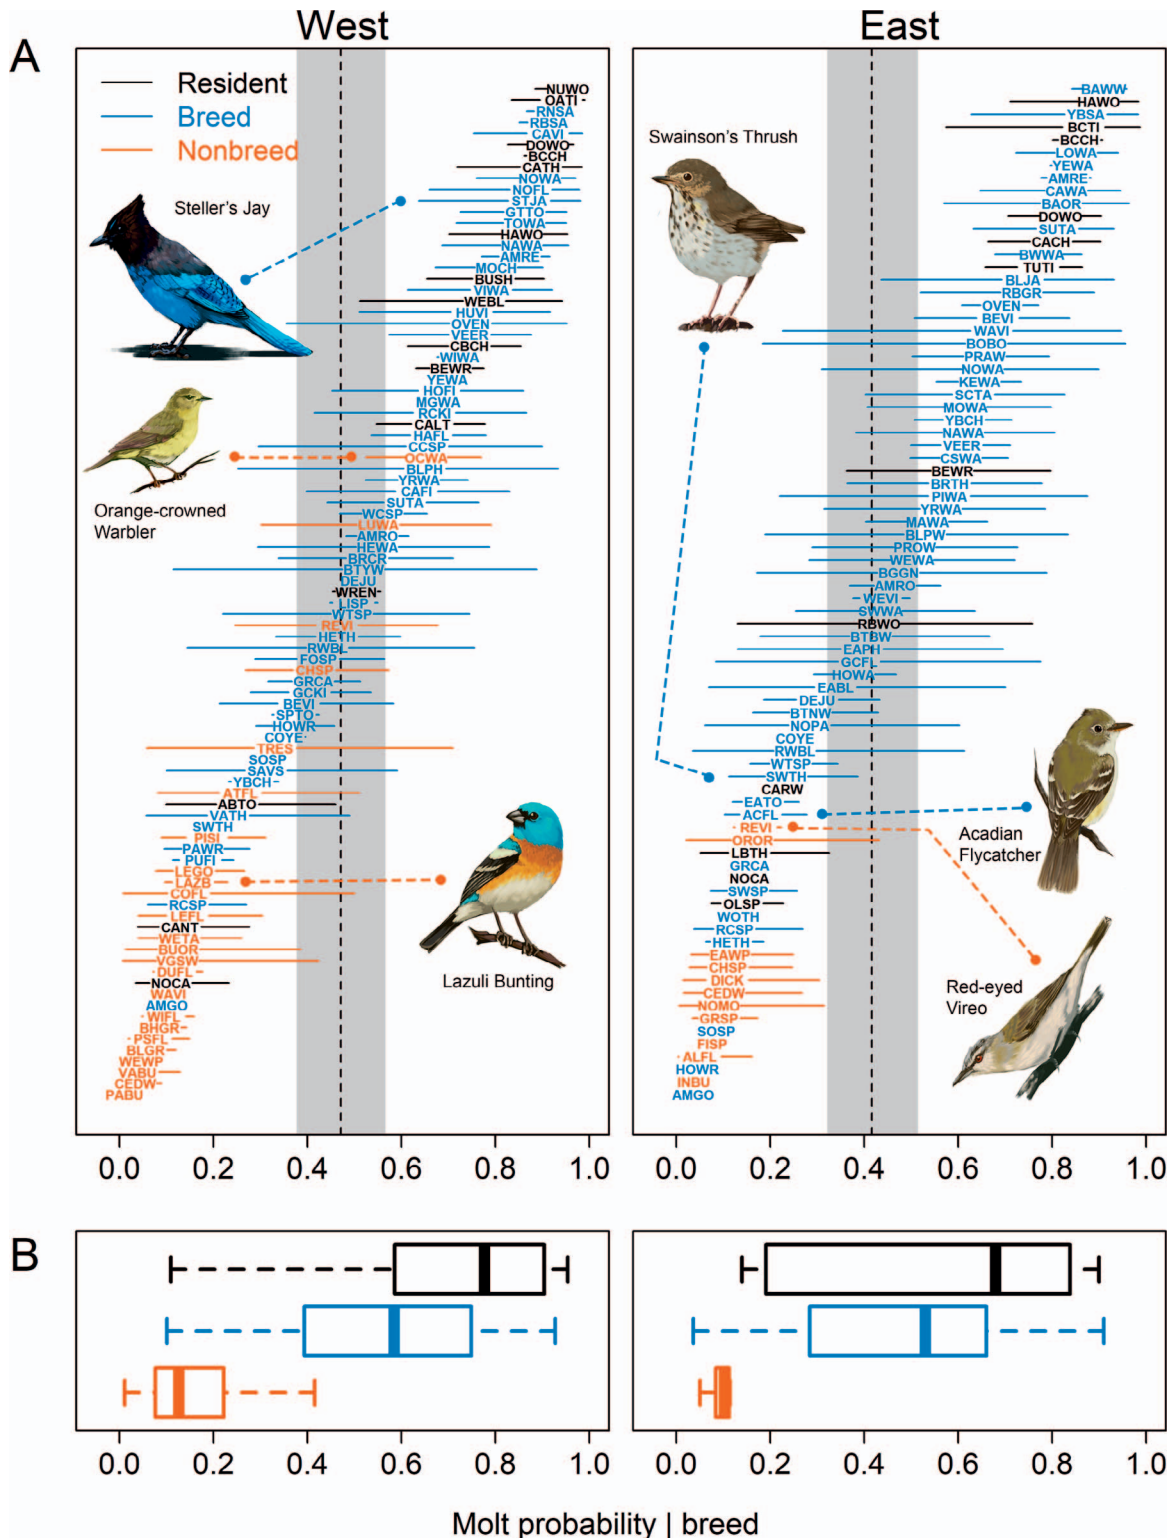 West
East
A
Resident
Breed
Nonbreed
NUWO
OATI
RNSA
RBSA
CAVI
DOWO
BCCH
CATH
NOWA
NOFL
STJA
GTTO
TOWA
HAWO
NAWA
AMRE
MOCH
BUSH
VIWA
WEBL
HUVI
OVEN
VEER
CBCH
WIWA
BEWR
YEWA
HOFI
MGWA
RCKI
CALT
HAFL
CCSP
OCWA
BLPH
YRWA
CAFI
SUTA
WCSP
LUWA
AMRO
HEWA
BRCR
BTYW
DEJU
WREN
LISP
WTSP
REVI
HETH
RWBL
FOSP
CHSP
GRCA
GCKI
BEVI
SPTO
HOWR
COYE
TRES
SOSP
SAVS
YBCH
ATFL
ABTO
VATH
SWTH
PISI
PAWR
PUFI
LEGO
LAZB
COFL
RCSP
LEFL
CANT
WETA
BUOR
VGSW
DUFL
NOCA
WAVI
AMGO
WIFL
BHGR
PSFL
BLGR
WEWP
VABU
CEDW
PABU
Steller's Jay
Orange-crowned
Warbler
Lazuli Bunting
0.0 0.2 0.4 0.6 0.8 1.0
BAWW
HAWO
YBSA
BCTI
BCCH
LOWA
YEWA
AMRE
CAWA
BAOR
DOWO
SUTA
CACH
BWWA
TUTI
BLJA
RBGR
OVEN
BEVI
WAVI
BOBO
PRAW
NOWA
KEWA
SCTA
MOWA
YBCH
NAWA
VEER
CSWA
BEWR
BRTH
PIWA
YRWA
MAWA
BLPW
PROW
WEWA
BGGN
AMRO
WEVI
SWWA
RBWO
BTBW
EAPH
GCFL
HOWA
EABL
DEJU
BTNW
NOPA
COYE
RWBL
WTSP
SWTH
CARW
EATO
ACFL
REVI
OROR
LBTH
GRCA
NOCA
SWSP
OLSP
WOTH
RCSP
HETH
EAWP
CHSP
DICK
CEDW
NOMO
GRSP
SOSP
FISP
ALFL
HOWR
INBU
AMGO
Swainson's Thrush
Acadian
Flycatcher
Red-eyed
Vireo
0.0 0.2 0.4 0.6 0.8 1.0
B
0.0 0.2 0.4 0.6 0.8 1.0
0.0 0.2 0.4 0.6 0.8 1.0
Molt probability | breed